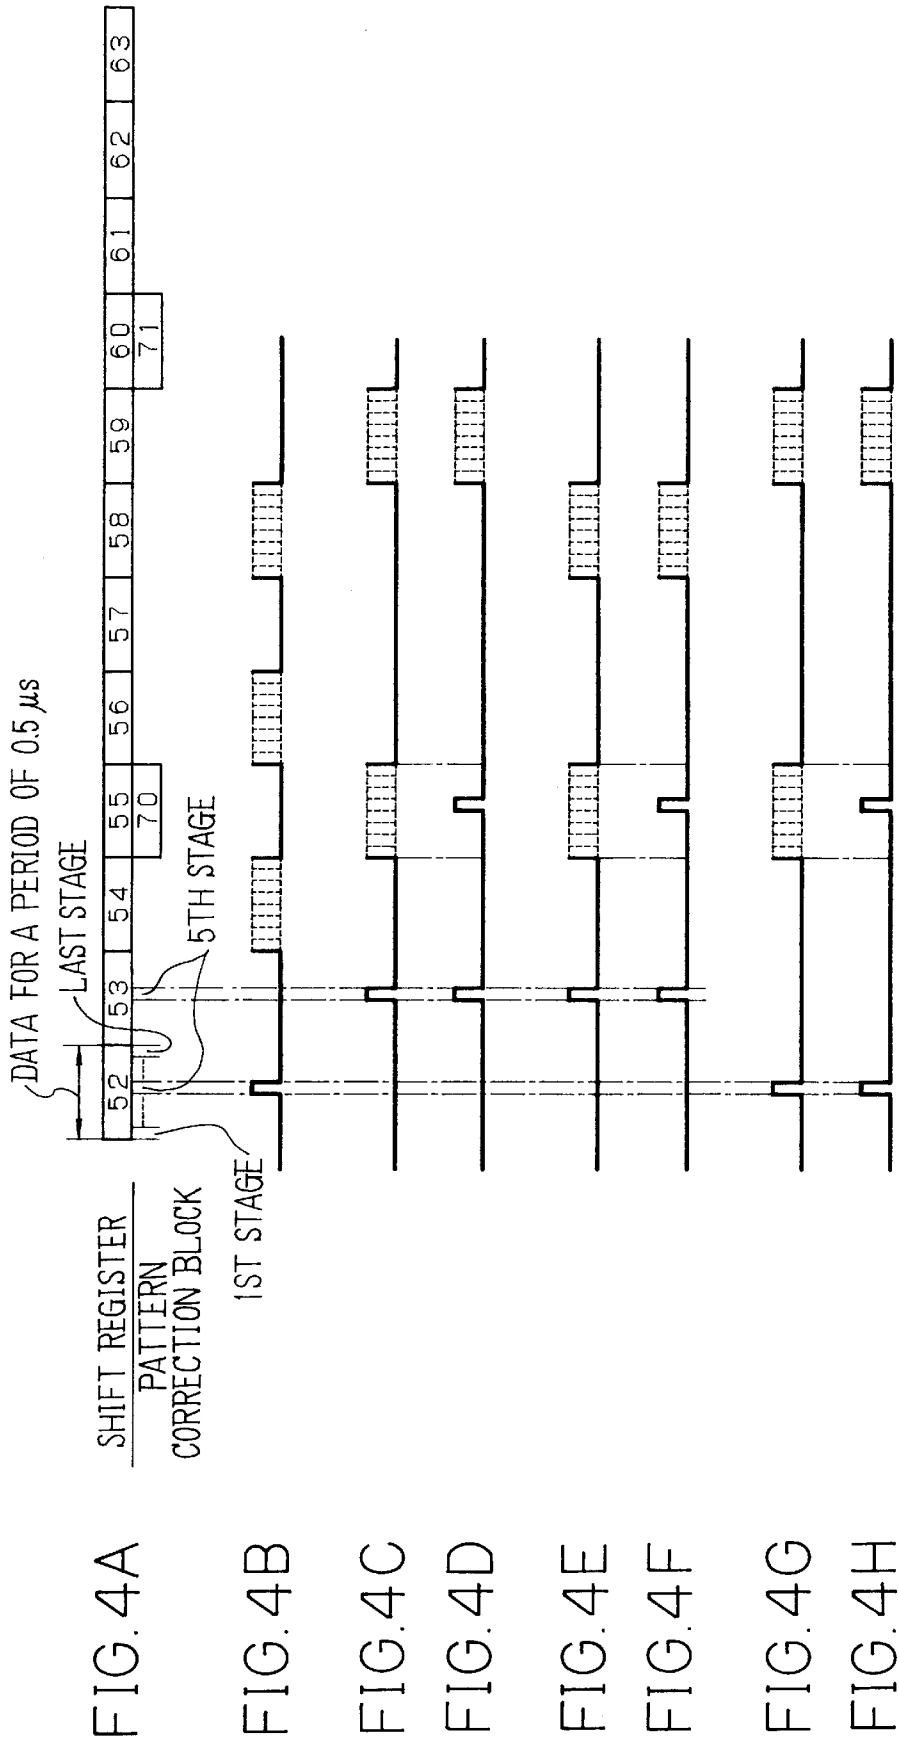 FIG. 4A
SHIFT REGISTER
PATTERN
CORRECTION BLOCK
DATA FOR A PERIOD OF 0.5 µs
LAST STAGE
5TH STAGE
1ST STAGE
52 53 54 55 56 57 58 59 60 61 62 63
70 71
FIG. 4B
FIG. 4C
FIG. 4D
FIG. 4E
FIG. 4F
FIG. 4G
FIG. 4H